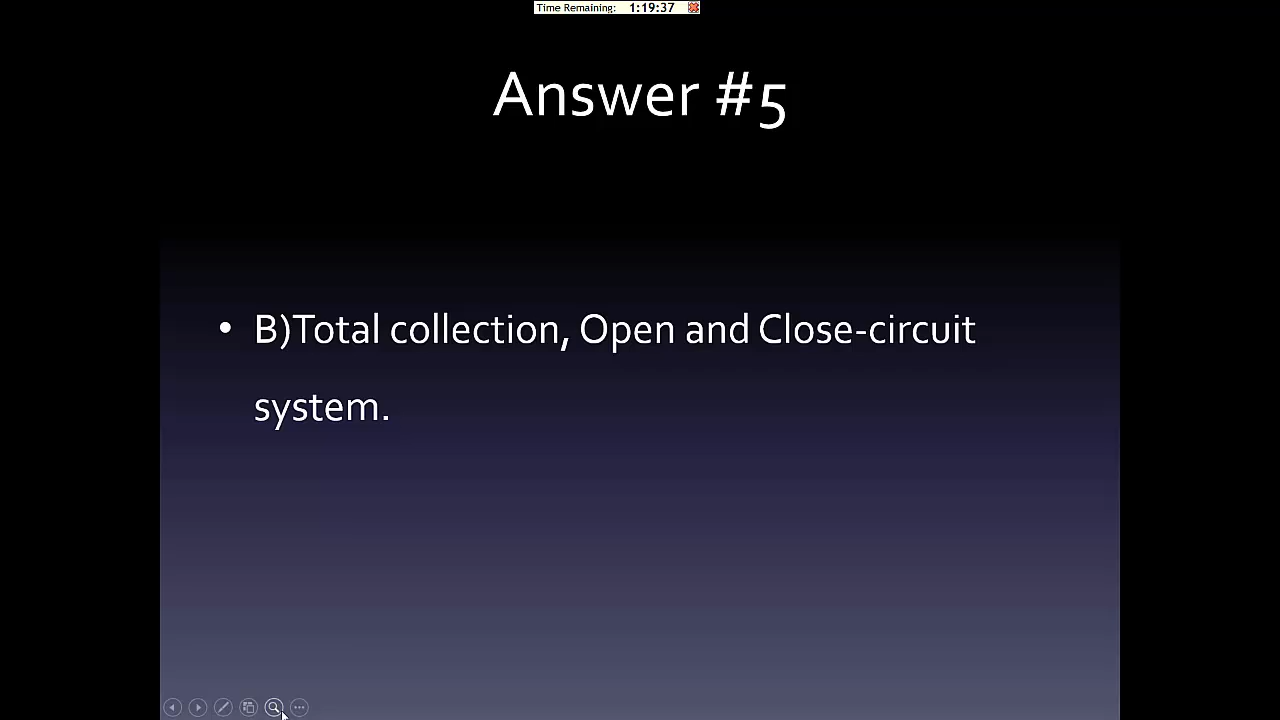 Time Remaining: 1:19:37
Answer #5
• B)Total collection, Open and Close-circuit
system.